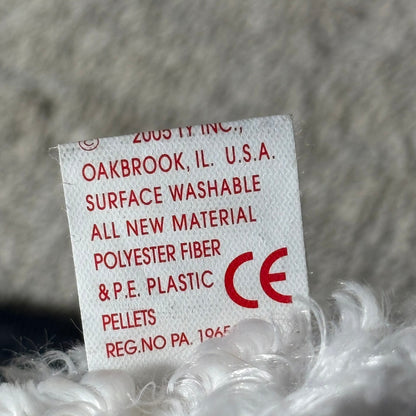 © 2005 TY INC.,
OAKBROOK, IL. U.S.A.
SURFACE WASHABLE
ALL NEW MATERIAL
POLYESTER FIBER
& P.E. PLASTIC CE
PELLETS
REG.NO PA. 1965